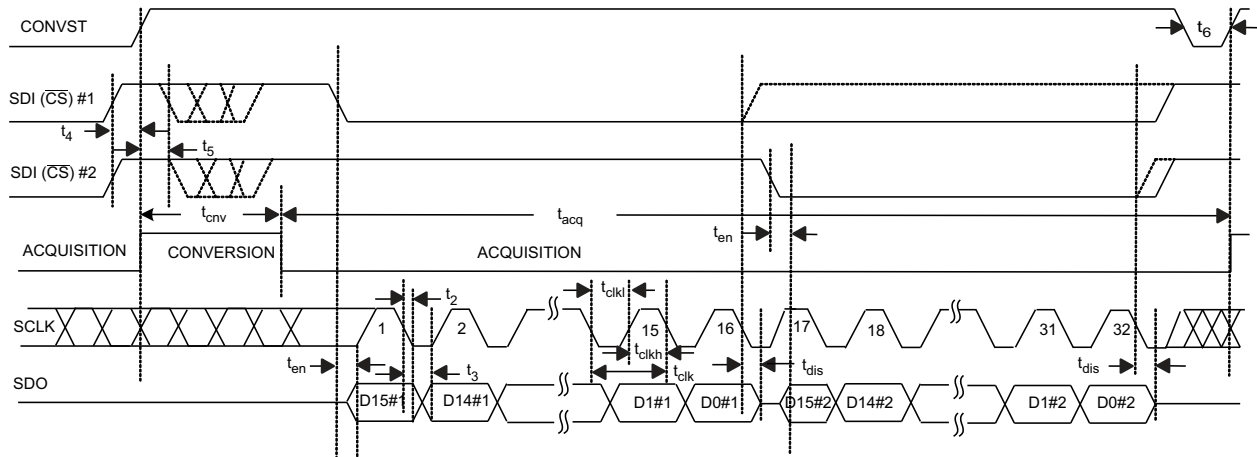 CONVST
t6
SDI (CS) #1
t4
t5
SDI (CS) #2
tcnv
tacq
ten
ACQUISITION
CONVERSION
ACQUISITION
t2
tclkl
SCLK
1
2
15
16
17
18
31
32
ten
t3
tclkh
tclk
tdis
tdis
SDO
D15#1
D14#1
D1#1
D0#1
D15#2
D14#2
D1#2
D0#2